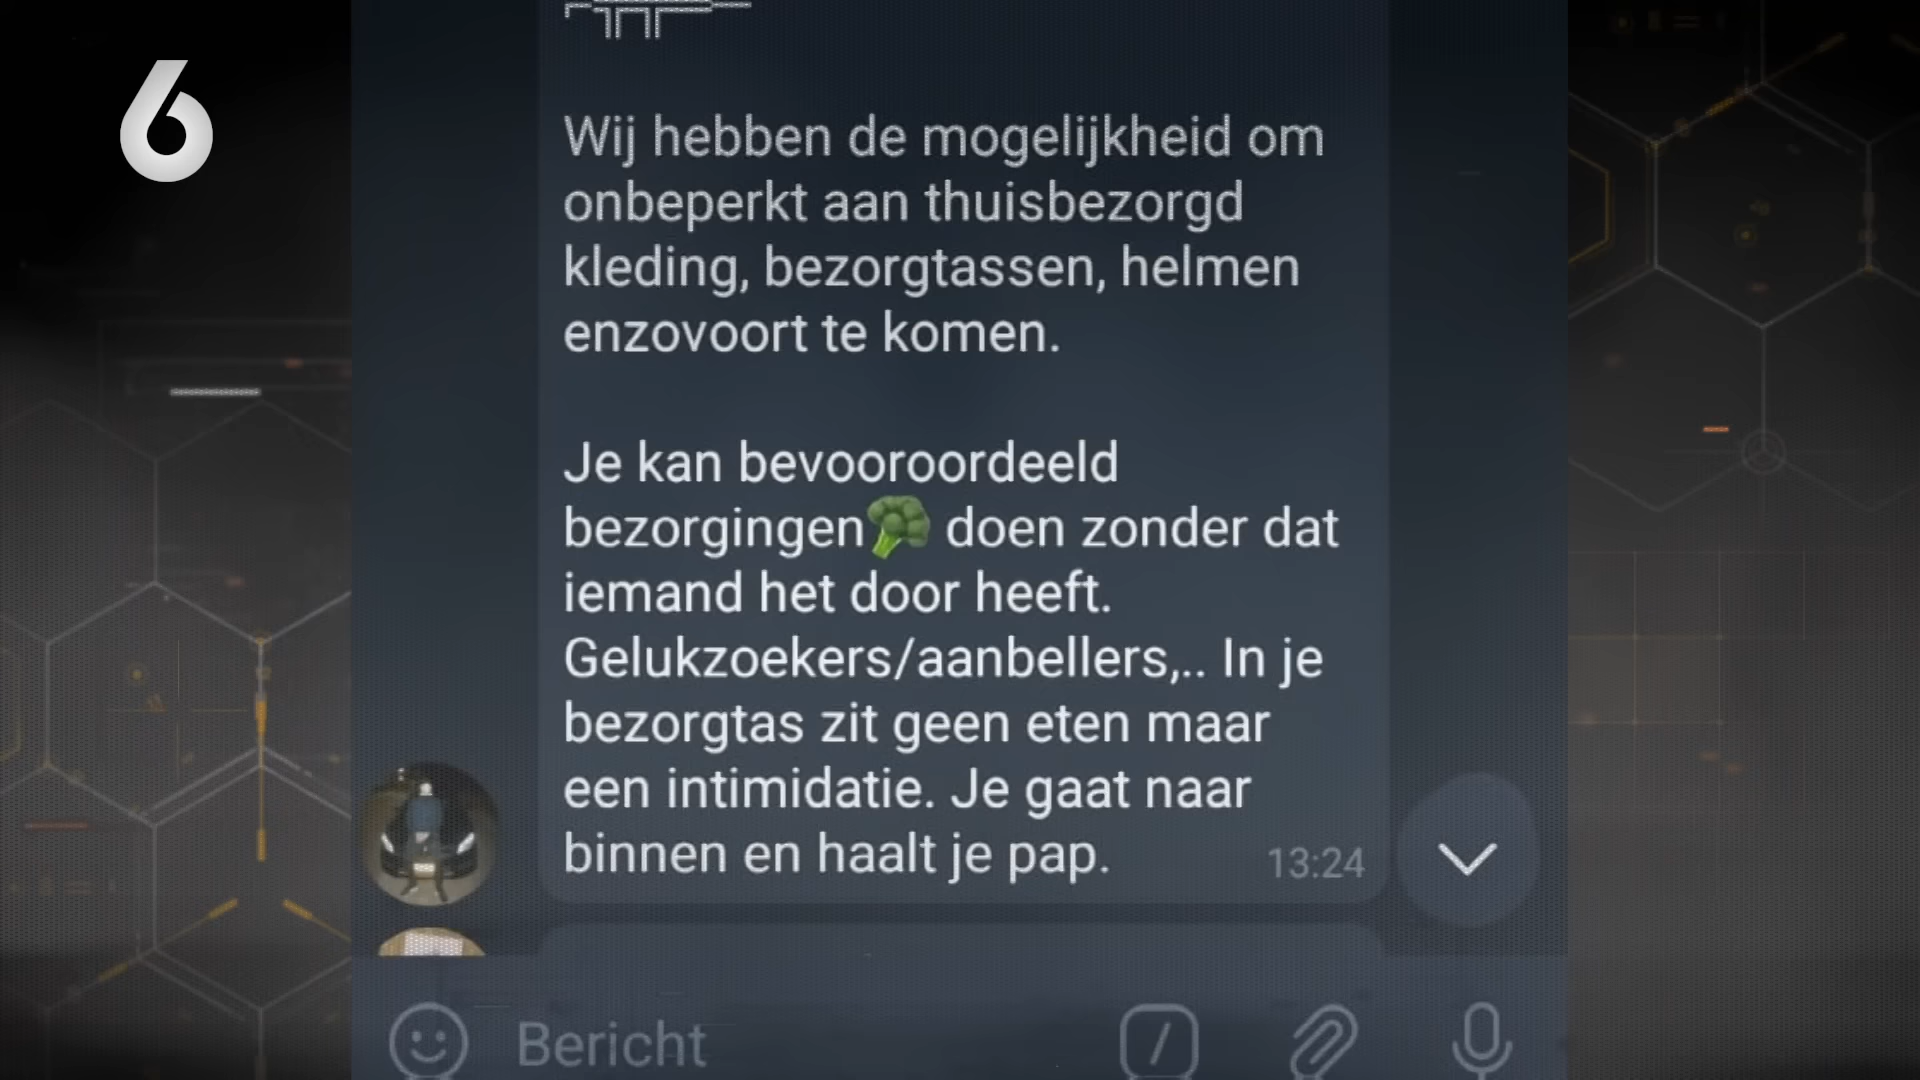 6
Wij hebben de mogelijkheid om
onbeperkt aan thuisbezorgd
kleding, bezorgtassen, helmen
enzovoort te komen.
Je kan bevooroordeeld
bezorgingen🥦 doen zonder dat
iemand het door heeft.
Gelukzoekers/aanbellers,.. In je
bezorgtas zit geen eten maar
een intimidatie. Je gaat naar
binnen en haalt je pap.
13:24
Bericht